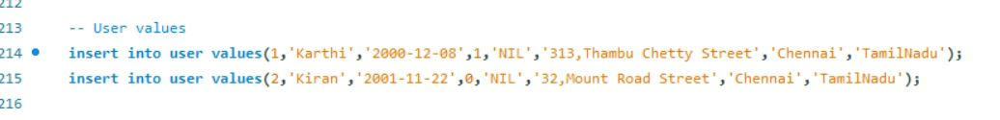 212
213 -- User values
214 insert into user values(1,'Karthi','2000-12-08',1,'NIL','313,Thambu Chetty Street','Chennai','TamilNadu');
215 insert into user values(2,'Kiran','2001-11-22',0,'NIL','32,Mount Road Street','Chennai','TamilNadu');
216